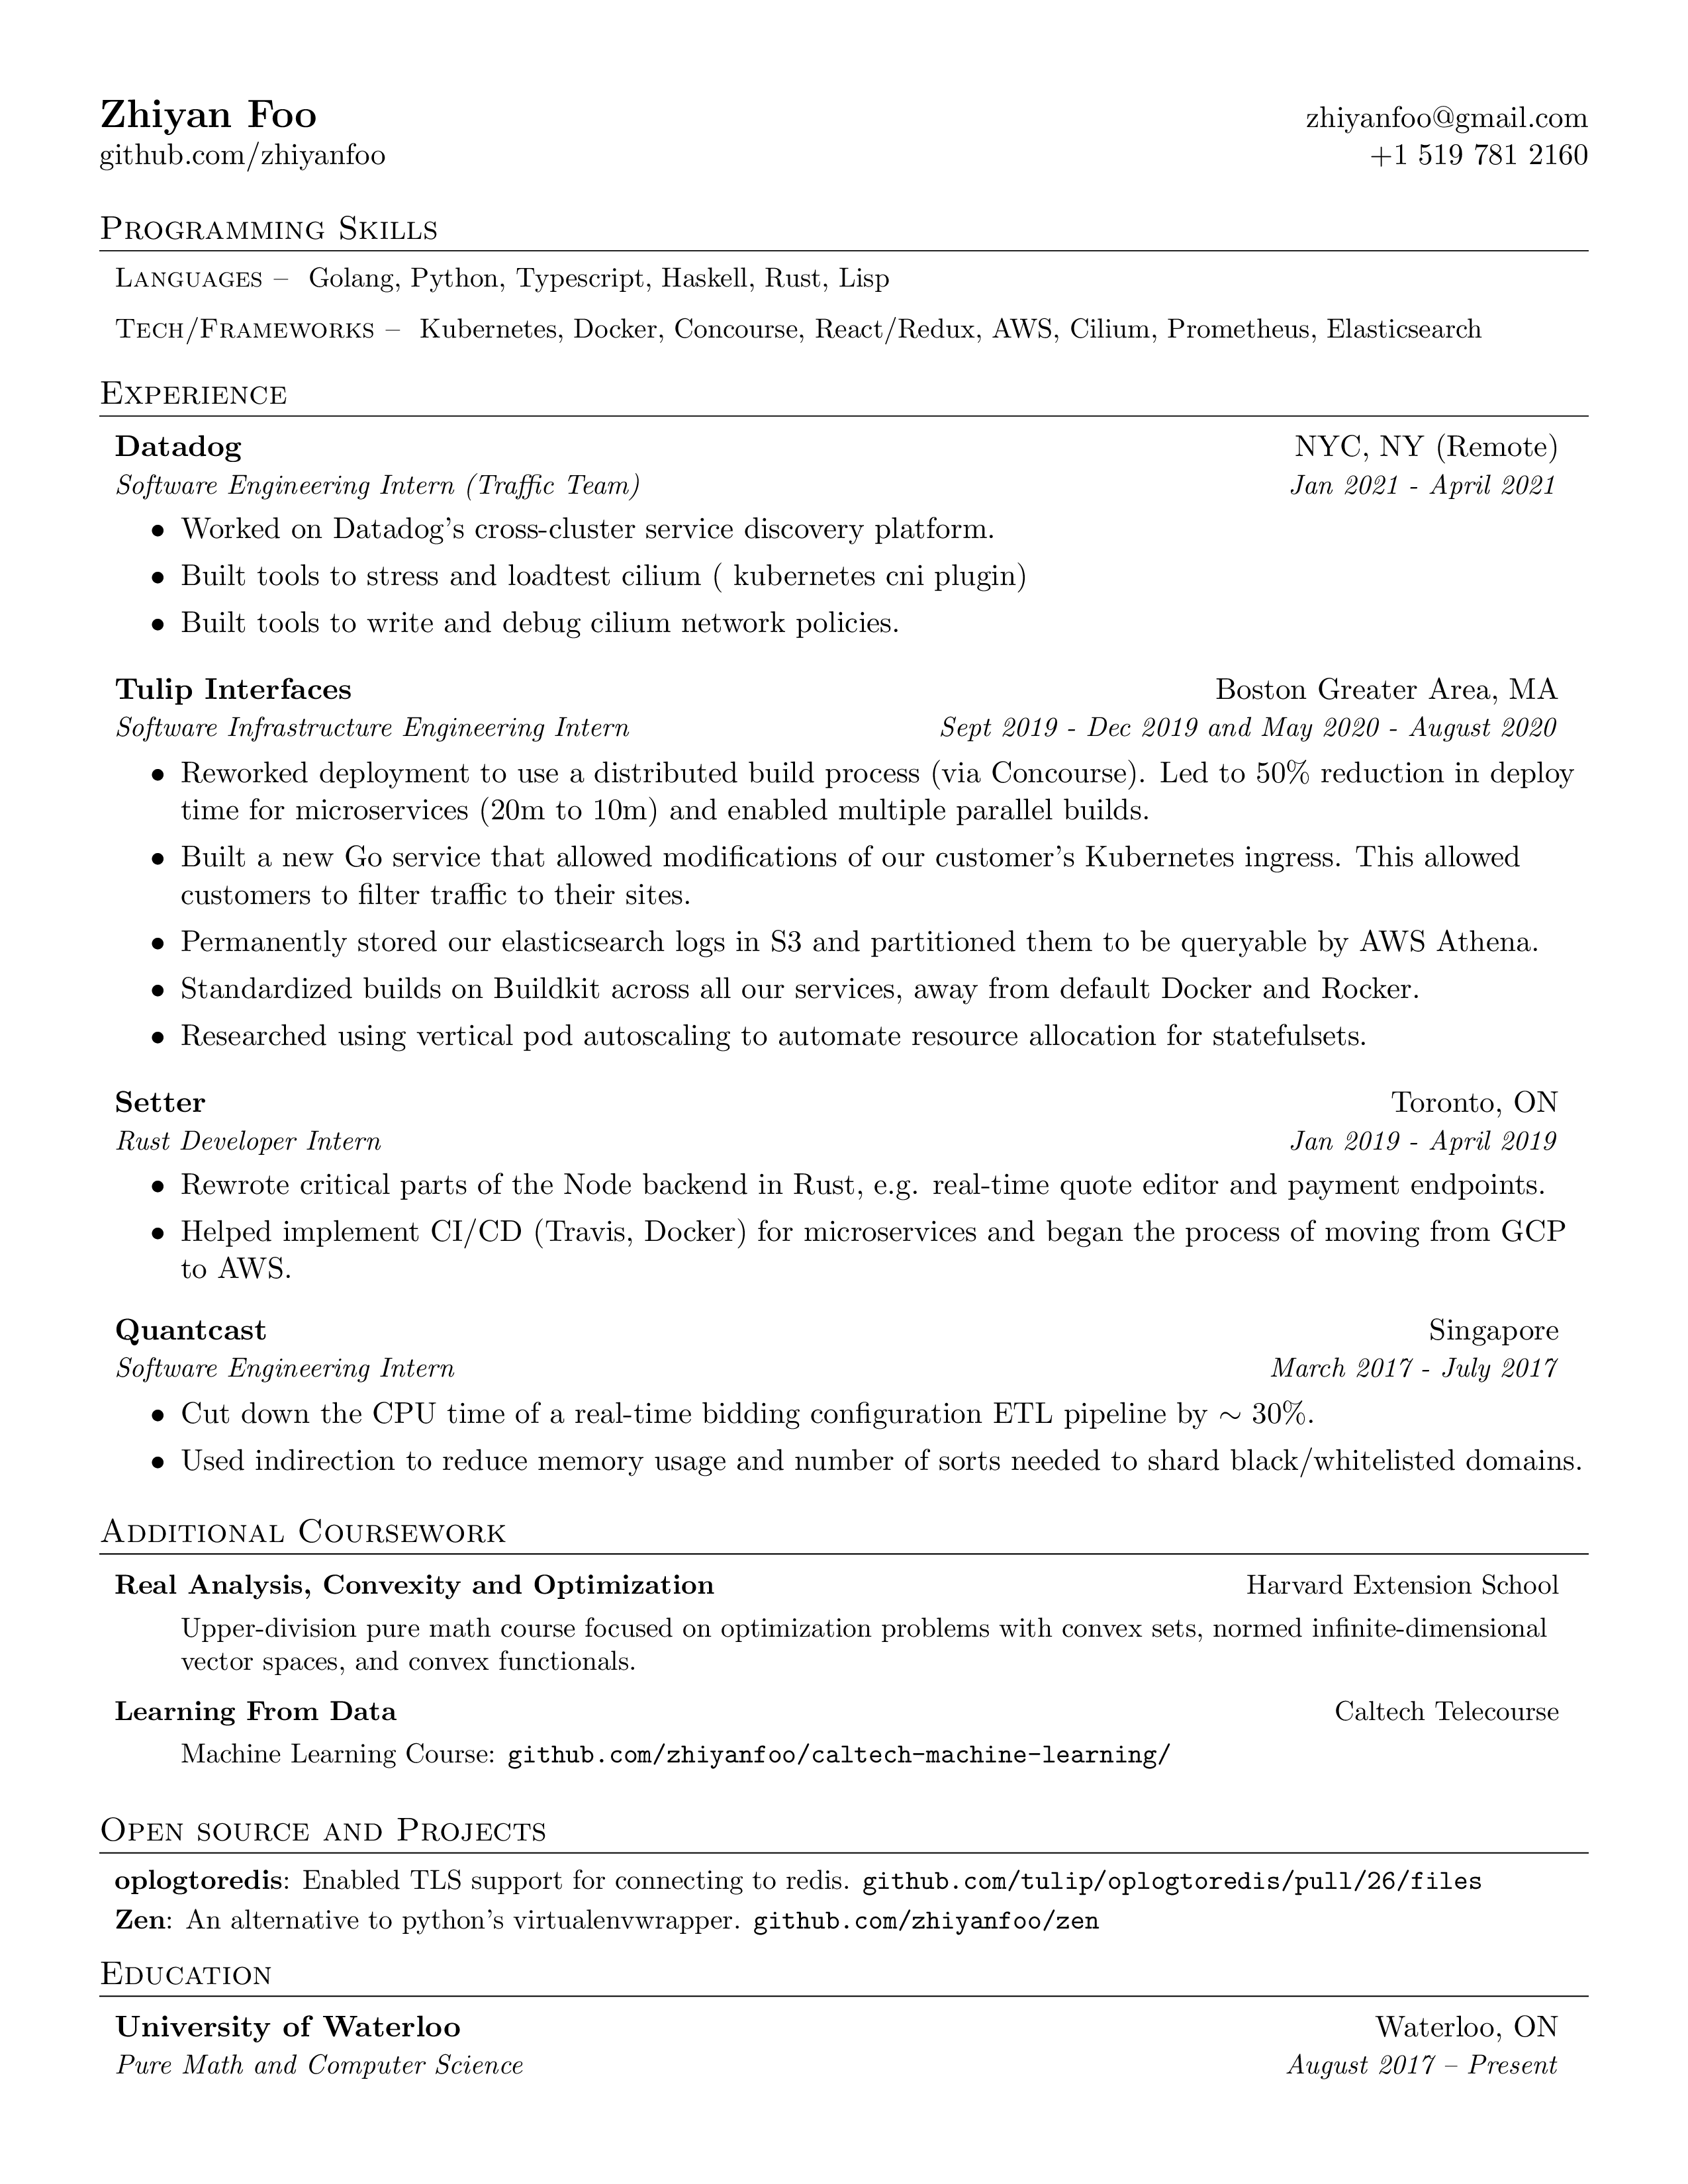 Zhiyan Foo
zhiyanfoo@gmail.com
github.com/zhiyanfoo
+1 519 781 2160
Programming Skills
Languages – Golang, Python, Typescript, Haskell, Rust, Lisp
Tech/Frameworks – Kubernetes, Docker, Concourse, React/Redux, AWS, Cilium, Prometheus, Elasticsearch
Experience
Datadog NYC, NY (Remote)
Software Engineering Intern (Traffic Team) Jan 2021 - April 2021
• Worked on Datadog's cross-cluster service discovery platform.
• Built tools to stress and loadtest cilium ( kubernetes cni plugin)
• Built tools to write and debug cilium network policies.
Tulip Interfaces Boston Greater Area, MA
Software Infrastructure Engineering Intern Sept 2019 - Dec 2019 and May 2020 - August 2020
• Reworked deployment to use a distributed build process (via Concourse). Led to 50% reduction in deploy
time for microservices (20m to 10m) and enabled multiple parallel builds.
• Built a new Go service that allowed modifications of our customer's Kubernetes ingress. This allowed
customers to filter traffic to their sites.
• Permanently stored our elasticsearch logs in S3 and partitioned them to be queryable by AWS Athena.
• Standardized builds on Buildkit across all our services, away from default Docker and Rocker.
• Researched using vertical pod autoscaling to automate resource allocation for statefulsets.
Setter Toronto, ON
Rust Developer Intern Jan 2019 - April 2019
• Rewrote critical parts of the Node backend in Rust, e.g. real-time quote editor and payment endpoints.
• Helped implement CI/CD (Travis, Docker) for microservices and began the process of moving from GCP
to AWS.
Quantcast Singapore
Software Engineering Intern March 2017 - July 2017
• Cut down the CPU time of a real-time bidding configuration ETL pipeline by ∼ 30%.
• Used indirection to reduce memory usage and number of sorts needed to shard black/whitelisted domains.
Additional Coursework
Real Analysis, Convexity and Optimization Harvard Extension School
Upper-division pure math course focused on optimization problems with convex sets, normed infinite-dimensional
vector spaces, and convex functionals.
Learning From Data Caltech Telecourse
Machine Learning Course: github.com/zhiyanfoo/caltech-machine-learning/
Open source and Projects
oplogtoredis: Enabled TLS support for connecting to redis. github.com/tulip/oplogtoredis/pull/26/files
Zen: An alternative to python's virtualenvwrapper. github.com/zhiyanfoo/zen
Education
University of Waterloo Waterloo, ON
Pure Math and Computer Science August 2017 – Present